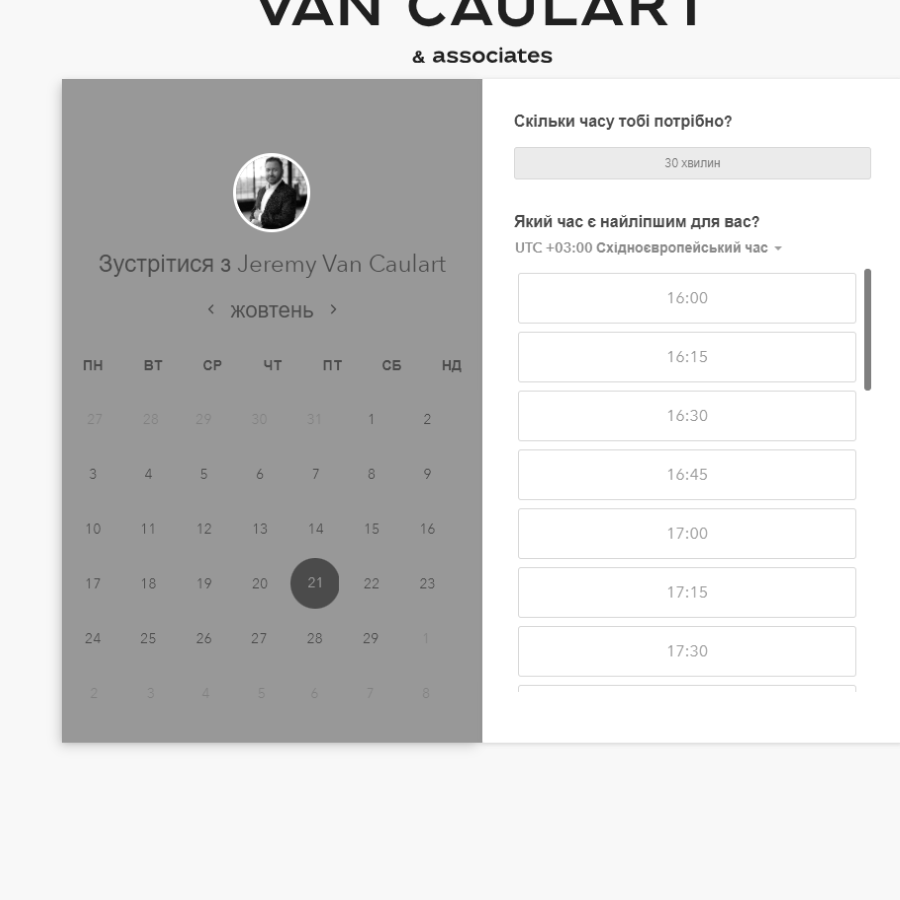 VAN CAULART
& associates
Зустрітися з Jeremy Van Caulart
жовтень
ПН ВТ СР ЧТ ПТ СБ НД
27 28 29 30 31 1 2
3 4 5 6 7 8 9
10 11 12 13 14 15 16
17 18 19 20 21 22 23
24 25 26 27 28 29 1
2 3 4 5 6 7 8
Скільки часу тобі потрібно?
30 хвилин
Який час є найліпшим для вас?
UTC +03:00 Східноєвропейський час
16:00
16:15
16:30
16:45
17:00
17:15
17:30